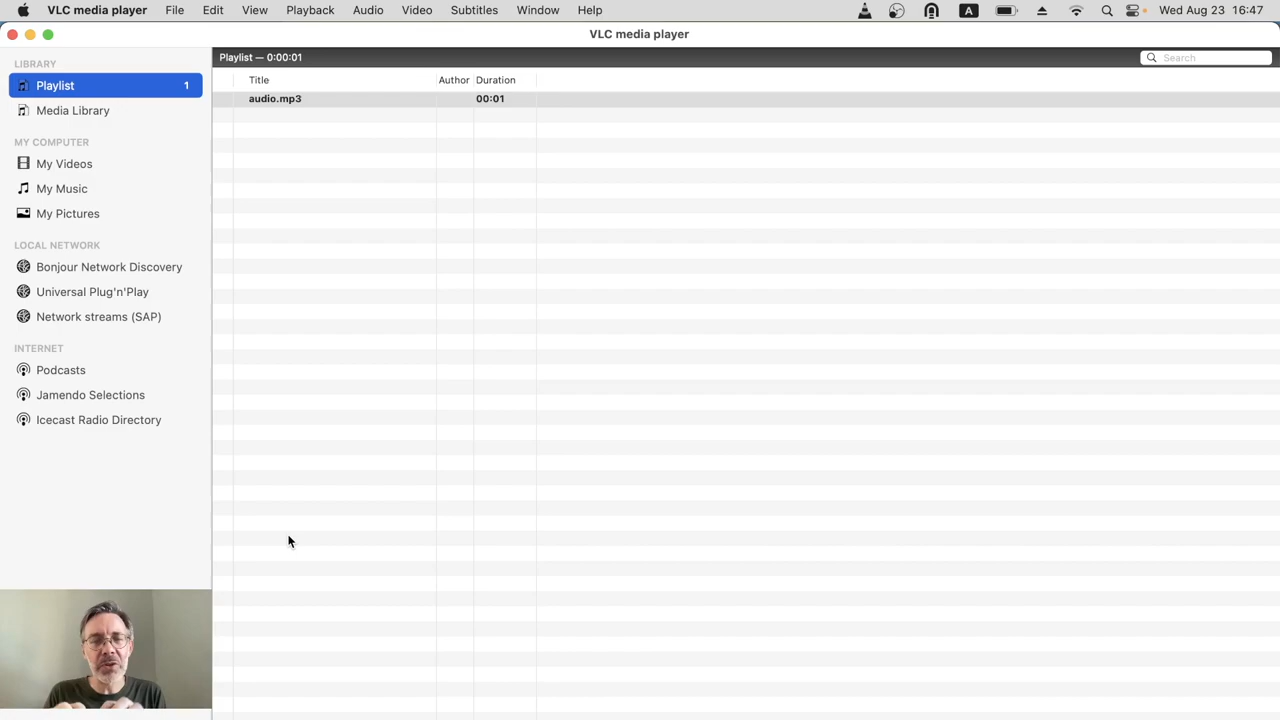 VLC media player File Edit View Playback Audio Video Subtitles Window Help A Wed Aug 23 16:47
VLC media player
LIBRARY
Playlist 1
Media Library
MY COMPUTER
My Videos
My Music
My Pictures
LOCAL NETWORK
Bonjour Network Discovery
Universal Plug'n'Play
Network streams (SAP)
INTERNET
Podcasts
Jamendo Selections
Icecast Radio Directory
Playlist — 0:00:01
Search
Title Author Duration
audio.mp3 00:01